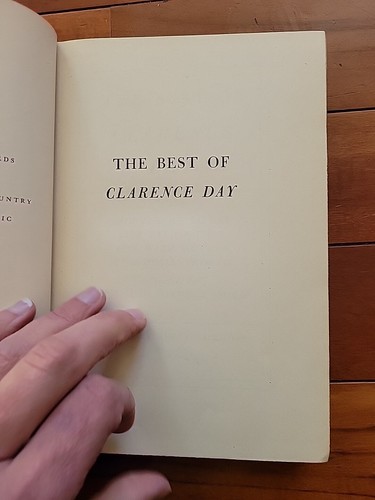 THE BEST OF
CLARENCE DAY